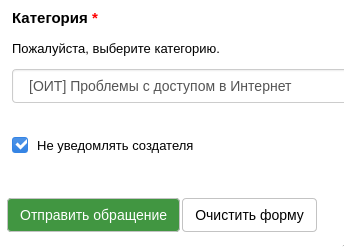 Категория *
Пожалуйста, выберите категорию.
[ОИТ] Проблемы с доступом в Интернет
Не уведомлять создателя
Отправить обращение Очистить форму